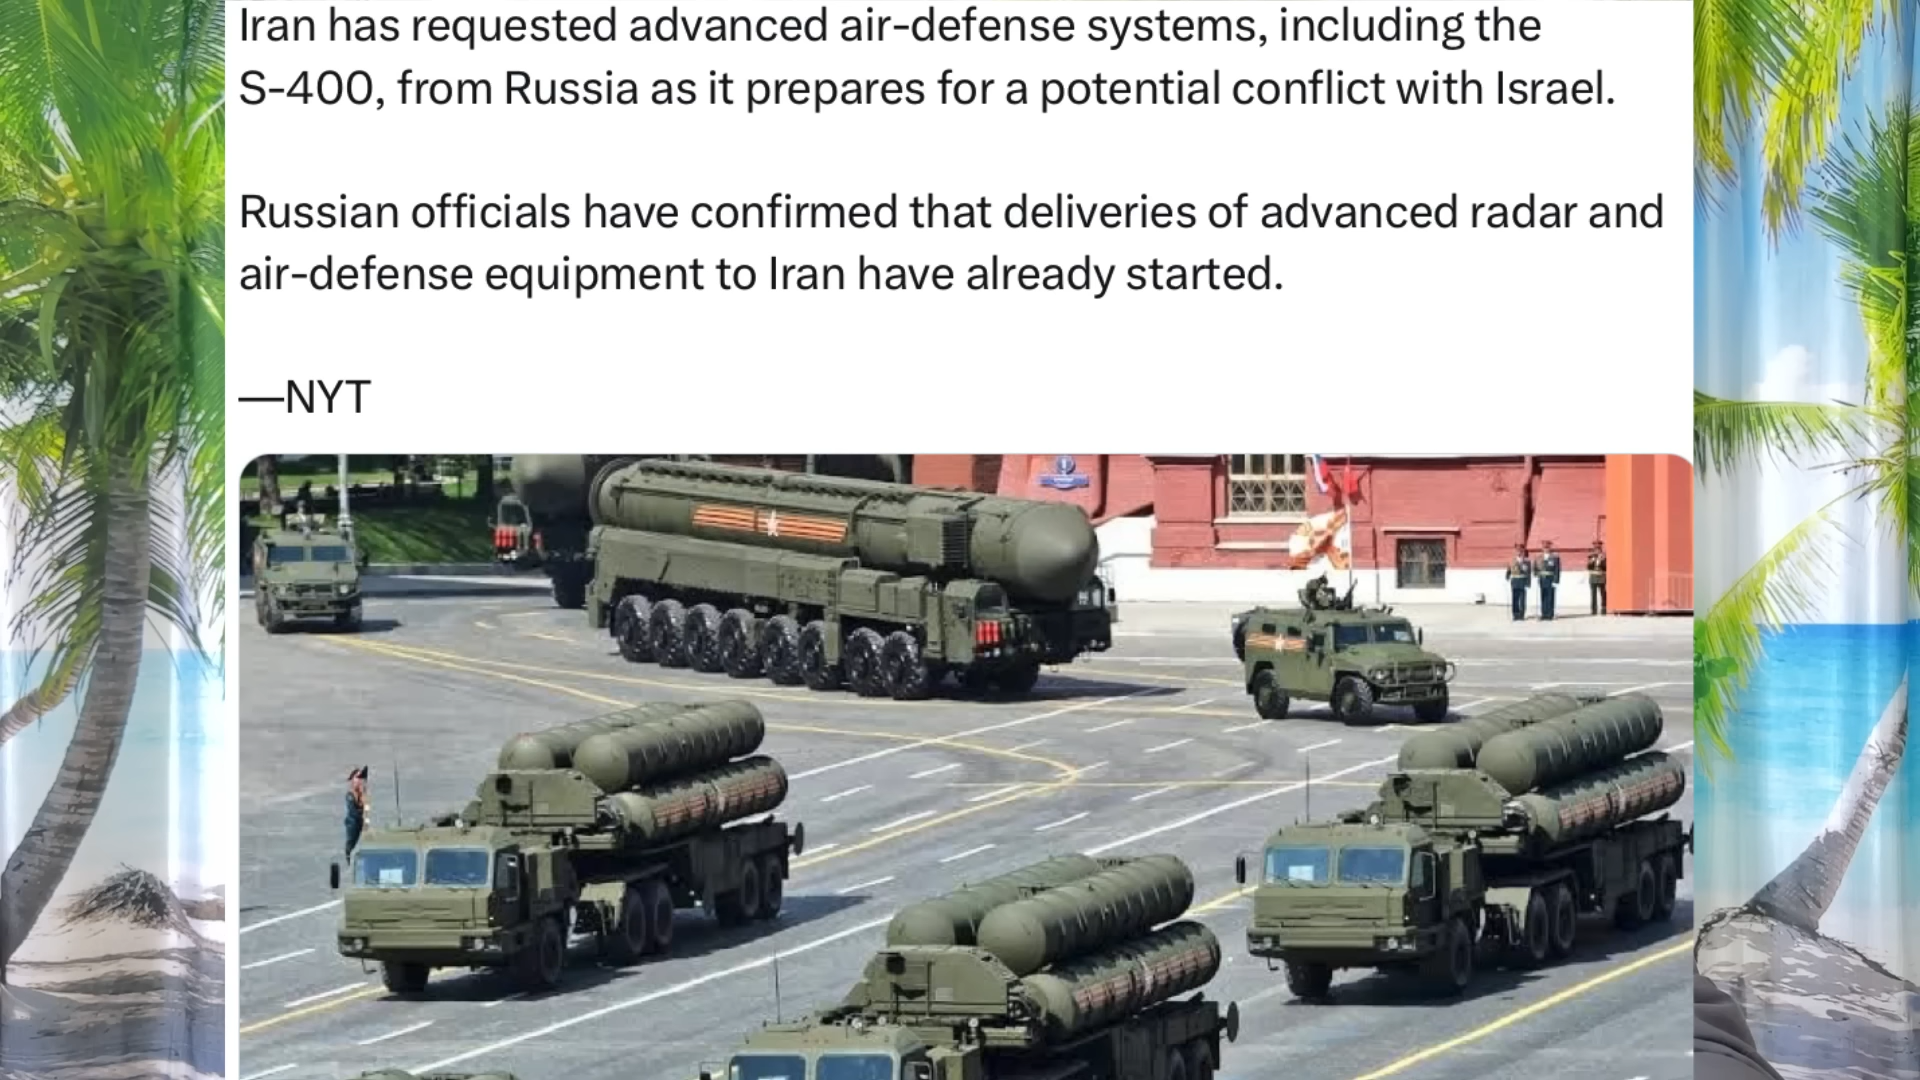 Iran has requested advanced air-defense systems, including the
S-400, from Russia as it prepares for a potential conflict with Israel.
Russian officials have confirmed that deliveries of advanced radar and
air-defense equipment to Iran have already started.
—NYT